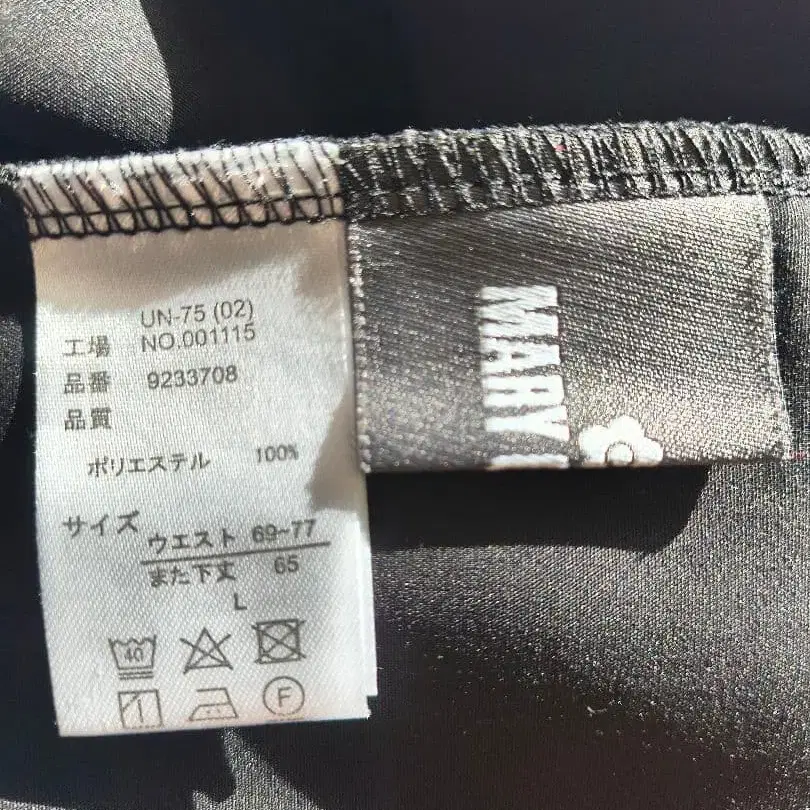 UN-75 (02)
工場 NO.001115
品番 9233708
品質
ポリエステル 100%
サイズ ウエスト 69~77
また下丈 65
L
40
F
MARY